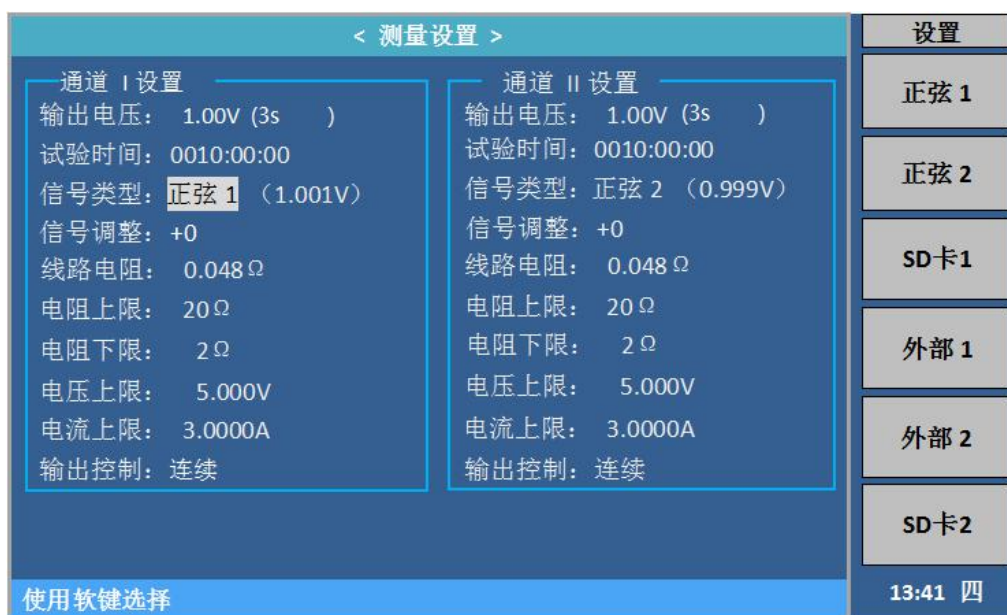 < 测量设置 >
通道 I 设置
输出电压： 1.00V (3s )
试验时间：0010:00:00
信号类型：正弦 1 （1.001V）
信号调整：+0
线路电阻： 0.048Ω
电阻上限： 20Ω
电阻下限： 2Ω
电压上限： 5.000V
电流上限： 3.0000A
输出控制：连续
通道 II 设置
输出电压： 1.00V (3s )
试验时间：0010:00:00
信号类型：正弦 2 （0.999V）
信号调整：+0
线路电阻： 0.048Ω
电阻上限： 20Ω
电阻下限： 2Ω
电压上限： 5.000V
电流上限： 3.0000A
输出控制：连续
使用软键选择
设置
正弦 1
正弦 2
SD卡1
外部 1
外部 2
SD卡2
13:41 四